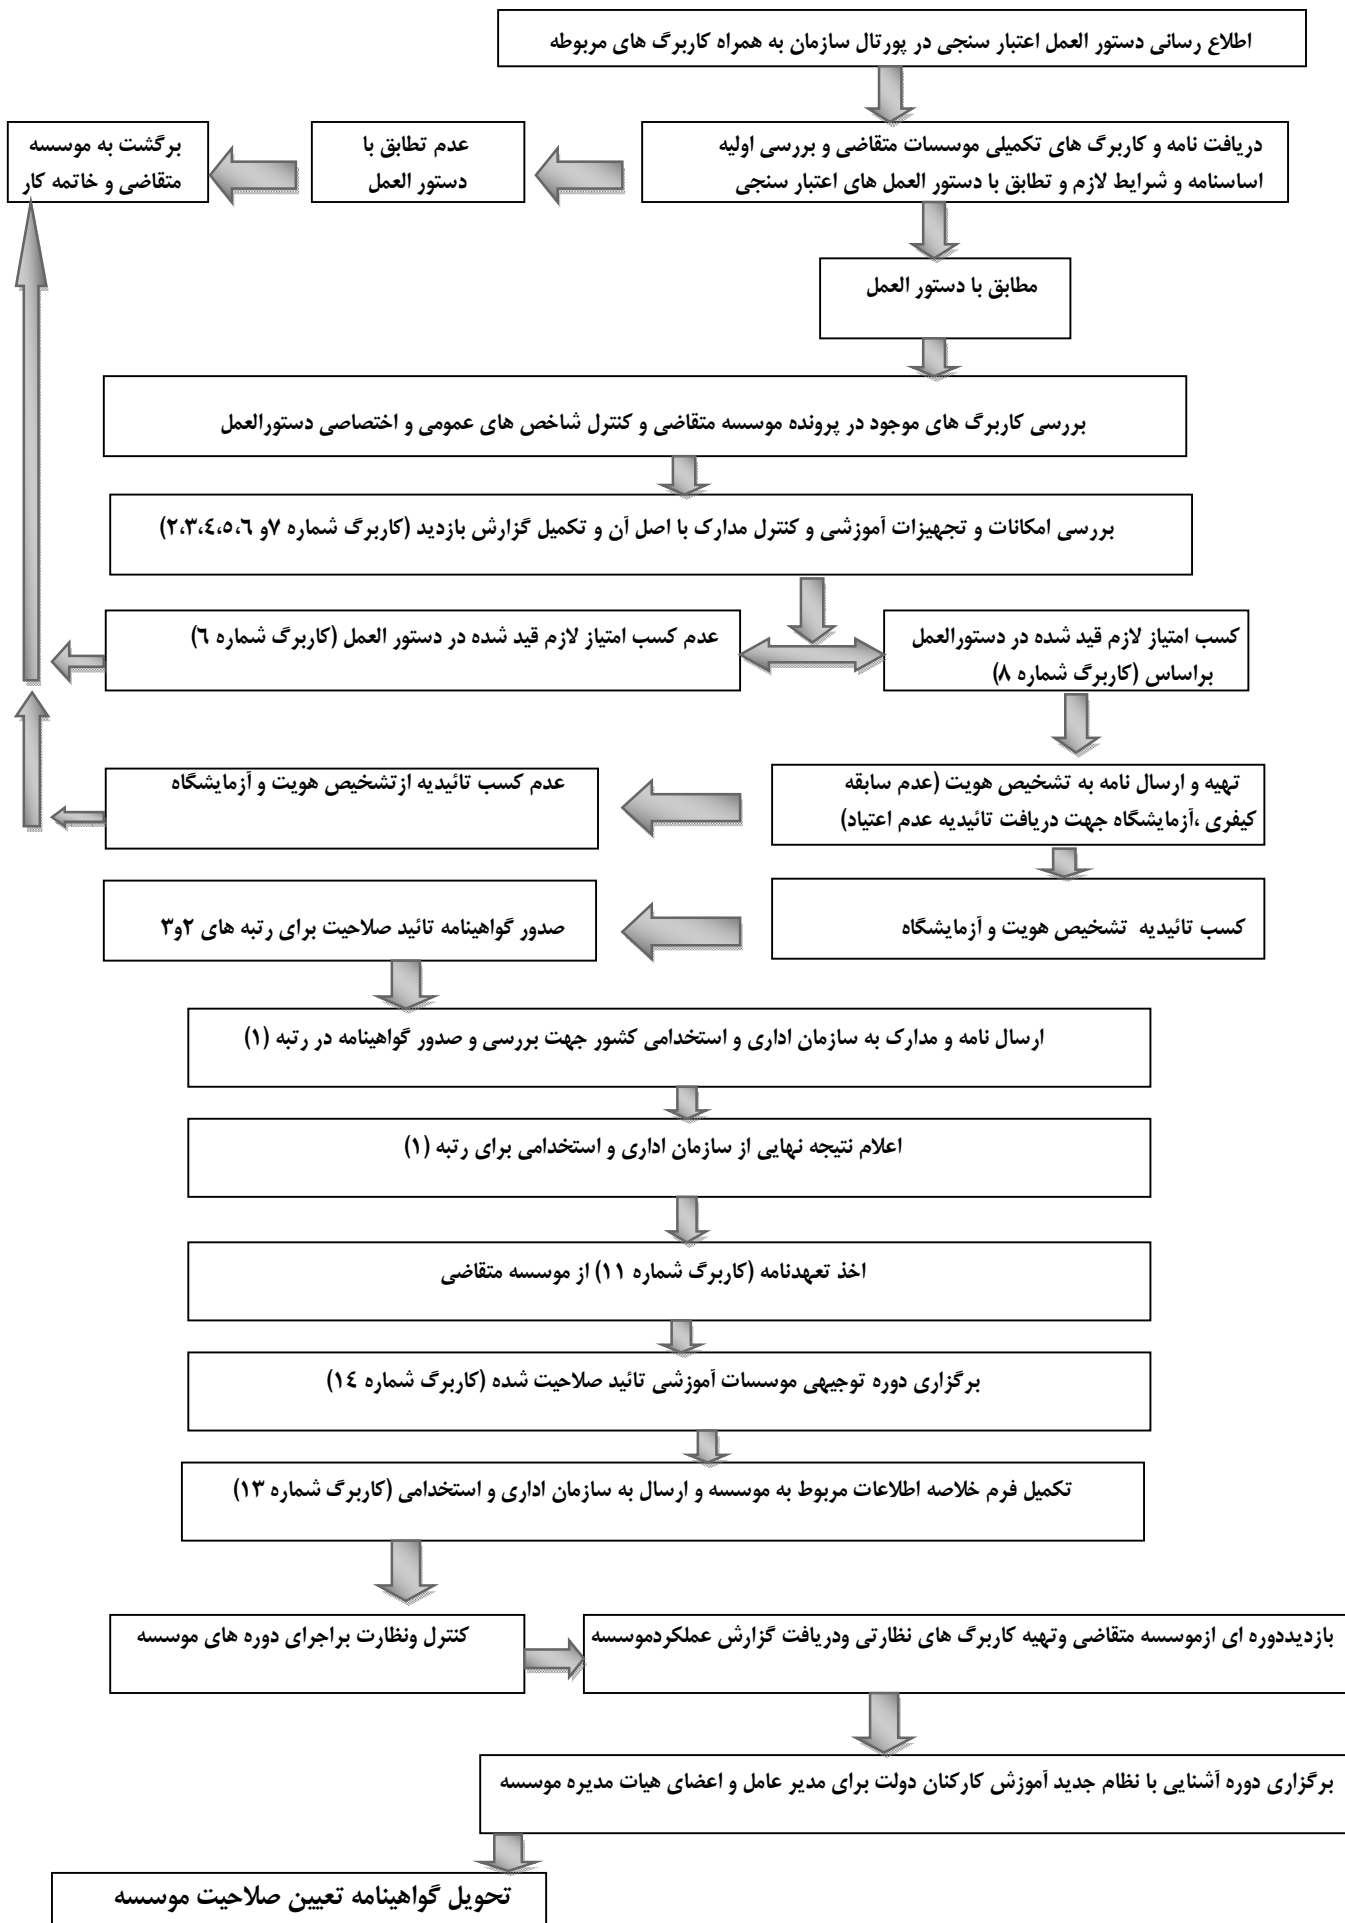 اطلاع رسانی دستور العمل اعتبار سنجی در پورتال سازمان به همراه کاربرگ های مربوطه
دریافت نامه و کاربرگ های تکمیلی موسسات متقاضی و بررسی اولیه
اساسنامه و شرایط لازم و تطابق با دستور العمل های اعتبار سنجی
عدم تطابق با
دستور العمل
برگشت به موسسه
متقاضی و خاتمه کار
مطابق با دستور العمل
بررسی کاربرگ های موجود در پرونده موسسه متقاضی و کنترل شاخص های عمومی و اختصاصی دستورالعمل
بررسی امکانات و تجهیزات آموزشی و کنترل مدارک با اصل آن و تکمیل گزارش بازدید (کاربرگ شماره ۷و ۲،۳،٤،٥،٦)
کسب امتیاز لازم قید شده در دستورالعمل
براساس (کاربرگ شماره ۸)
عدم کسب امتیاز لازم قید شده در دستور العمل (کاربرگ شماره ٦)
تهیه و ارسال نامه به تشخیص هویت (عدم سابقه
کیفری ،آزمایشگاه جهت دریافت تائیدیه عدم اعتیاد)
عدم کسب تائیدیه ازتشخیص هویت و آزمایشگاه
کسب تائیدیه تشخیص هویت و آزمایشگاه
صدور گواهینامه تائید صلاحیت برای رتبه های ۲و۳
ارسال نامه و مدارک به سازمان اداری و استخدامی کشور جهت بررسی و صدور گواهینامه در رتبه (۱)
اعلام نتیجه نهایی از سازمان اداری و استخدامی برای رتبه (۱)
اخذ تعهدنامه (کاربرگ شماره ۱۱) از موسسه متقاضی
برگزاری دوره توجیهی موسسات آموزشی تائید صلاحیت شده (کاربرگ شماره ۱٤)
تکمیل فرم خلاصه اطلاعات مربوط به موسسه و ارسال به سازمان اداری و استخدامی (کاربرگ شماره ۱۳)
کنترل ونظارت براجرای دوره های موسسه
بازدیددوره ای ازموسسه متقاضی وتهیه کاربرگ های نظارتی ودریافت گزارش عملکردموسسه
برگزاری دوره آشنایی با نظام جدید آموزش کارکنان دولت برای مدیر عامل و اعضای هیات مدیره موسسه
تحویل گواهینامه تعیین صلاحیت موسسه